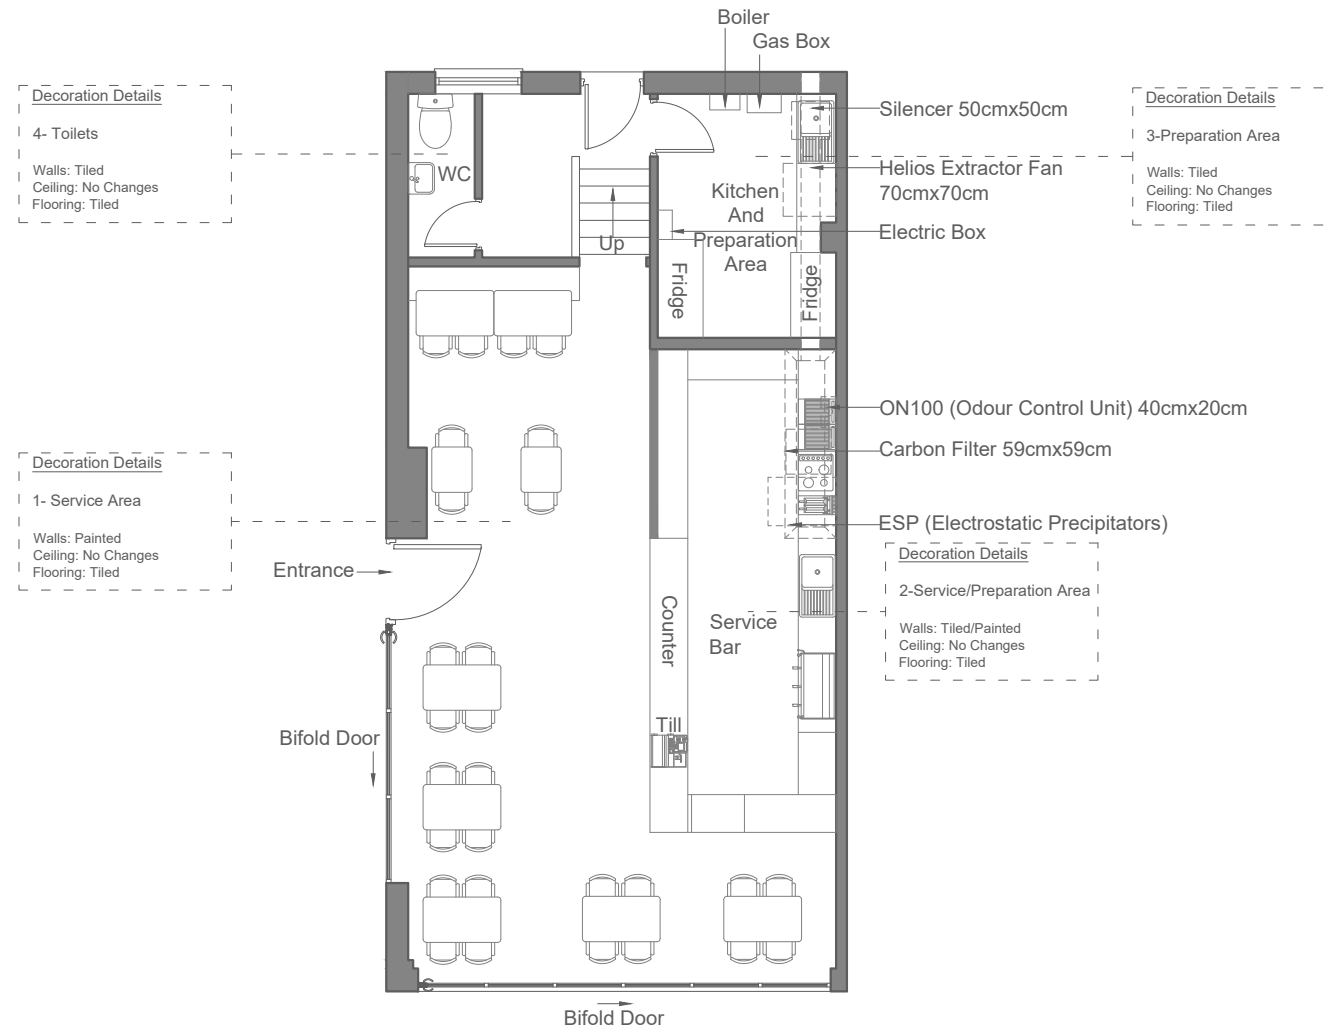 Boiler
Gas Box
Decoration Details
4- Toilets
Walls: Tiled
Ceiling: No Changes
Flooring: Tiled
WC
Up
Kitchen
And
Preparation
Area
Fridge
Fridge
Silencer 50cmx50cm
Helios Extractor Fan
70cmx70cm
Electric Box
Decoration Details
3-Preparation Area
Walls: Tiled
Ceiling: No Changes
Flooring: Tiled
ON100 (Odour Control Unit) 40cmx20cm
Carbon Filter 59cmx59cm
ESP (Electrostatic Precipitators)
Decoration Details
1- Service Area
Walls: Painted
Ceiling: No Changes
Flooring: Tiled
Entrance
Counter
Service
Bar
Decoration Details
2-Service/Preparation Area
Walls: Tiled/Painted
Ceiling: No Changes
Flooring: Tiled
Till
Bifold Door
Bifold Door